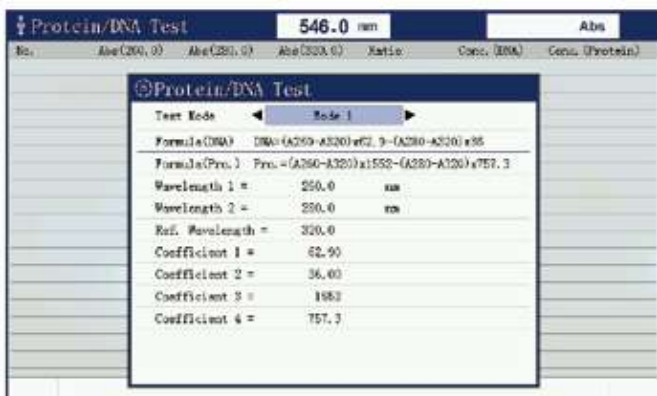 Protein/DNA Test 546.0 nm Abs
No. Abs(260.0) Abs(280.0) Abs(320.0) Ratio Conc.(DNA) Conc.(Protein)
Protein/DNA Test
Test Mode ◀ Mode 1 ▶
Formula(DNA) DNA=(A260-A320)x62.9-(A280-A320)x36
Formula(Pro.) Pro.=(A260-A320)x1552-(A280-A320)x757.3
Wavelength 1 = 260.0 nm
Wavelength 2 = 280.0 nm
Ref. Wavelength = 320.0
Coefficient 1 = 62.90
Coefficient 2 = 36.00
Coefficient 3 = 1552
Coefficient 4 = 757.3